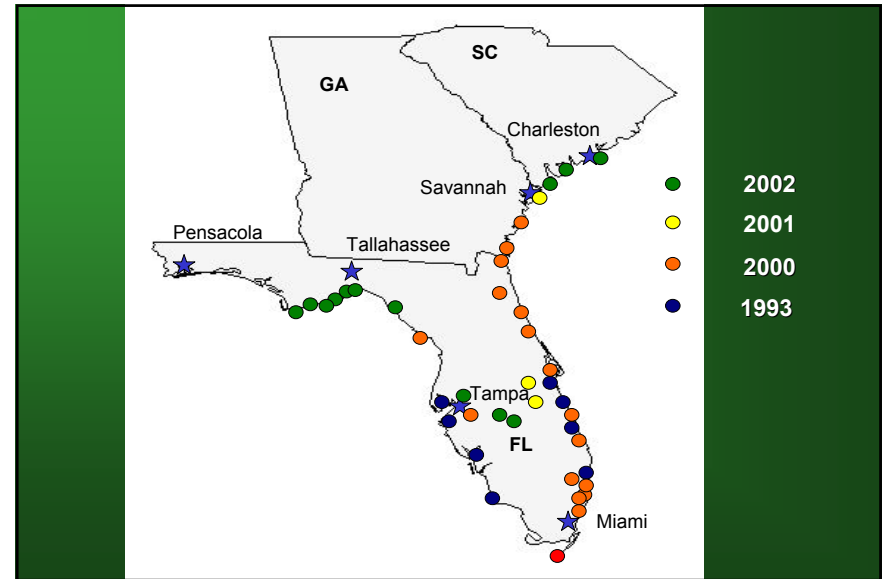 SC
GA
Charleston
Savannah
2002
2001
Pensacola
Tallahassee
2000
1993
Tampa
FL
Miami